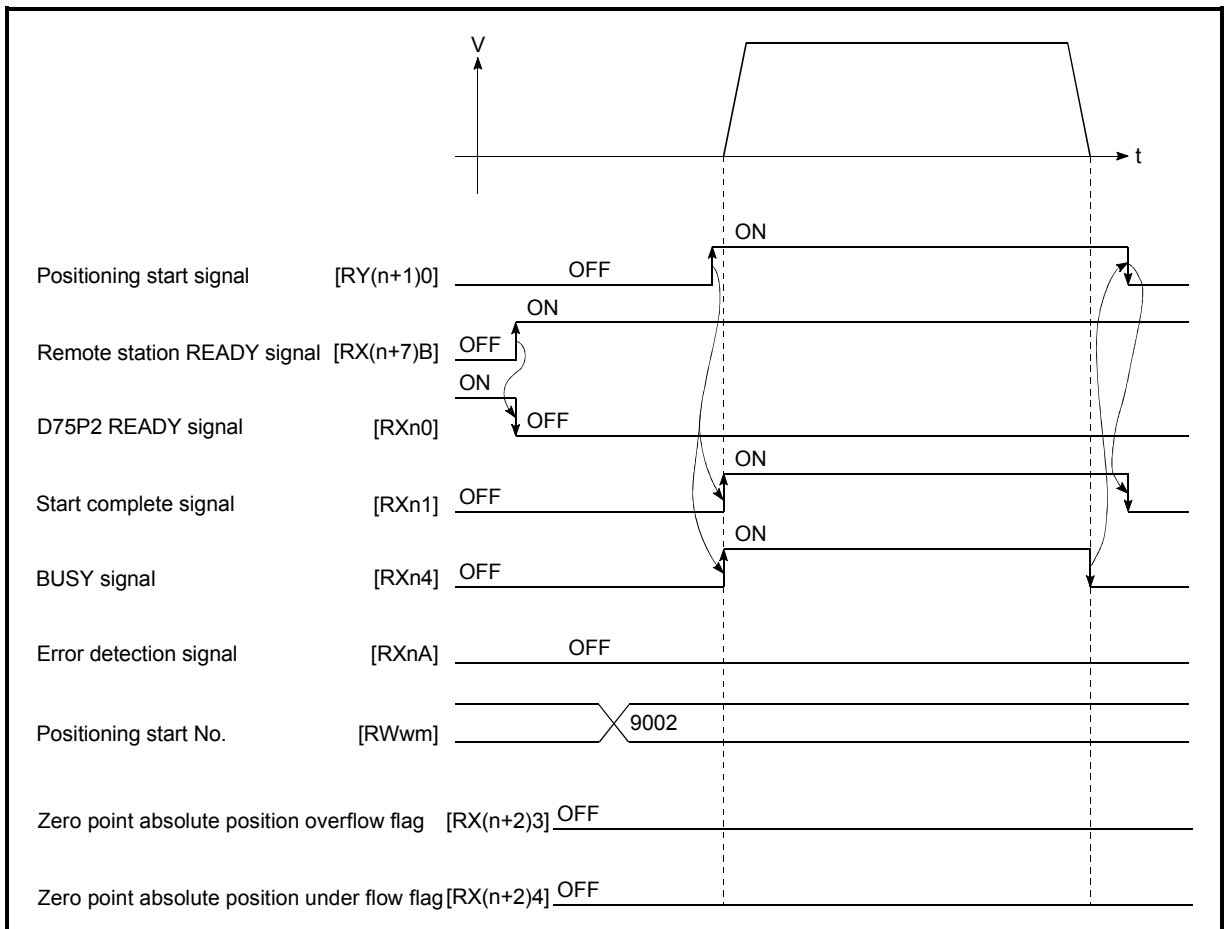 V
t
ON
Positioning start signal [RY(n+1)0] OFF
ON
Remote station READY signal [RX(n+7)B] OFF
ON
D75P2 READY signal [RXn0] OFF
ON
Start complete signal [RXn1] OFF
ON
BUSY signal [RXn4] OFF
Error detection signal [RXnA] OFF
Positioning start No. [RWwm] 9002
Zero point absolute position overflow flag [RX(n+2)3] OFF
Zero point absolute position under flow flag [RX(n+2)4] OFF